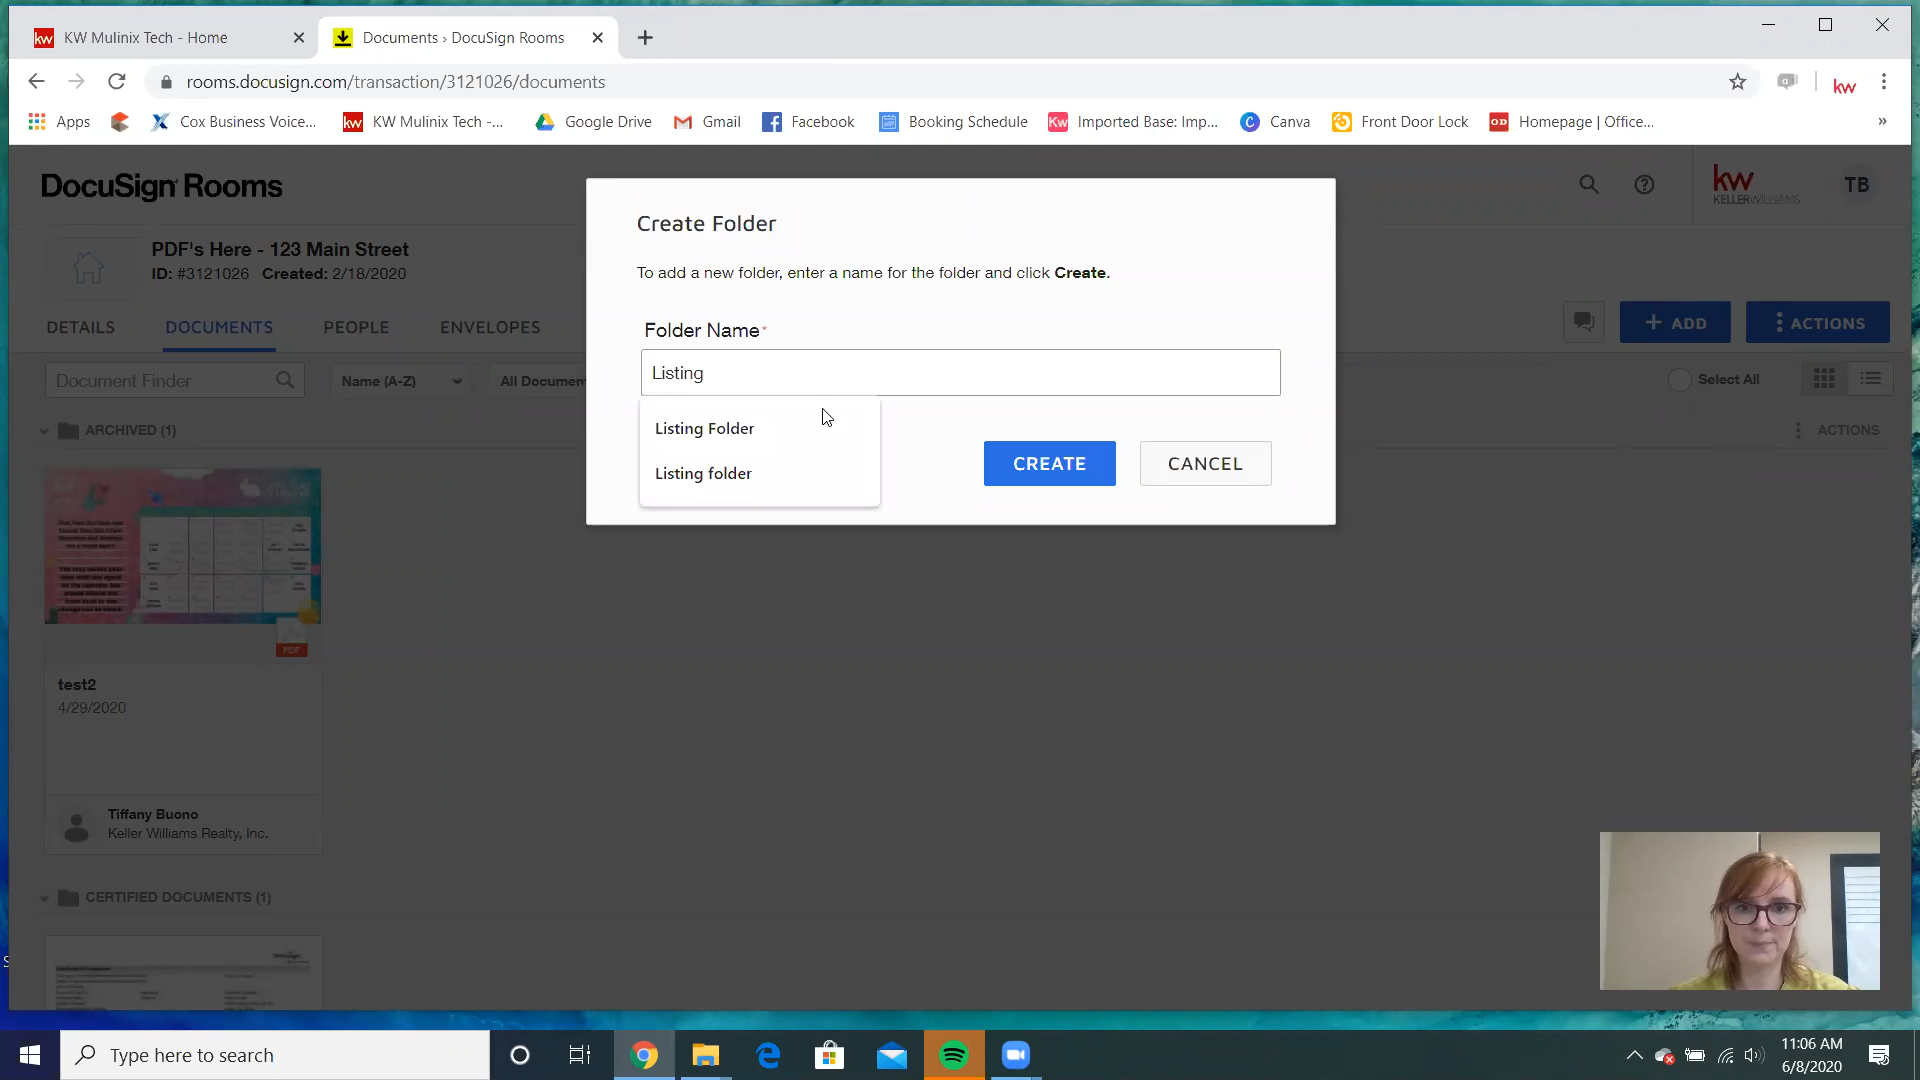 KW Mulinix Tech - Home
Documents › DocuSign Rooms
rooms.docusign.com/transaction/3121026/documents
Apps
Cox Business Voice...
KW Mulinix Tech -...
Google Drive
Gmail
Facebook
Booking Schedule
Imported Base: Imp...
Canva
Front Door Lock
Homepage | Office...
DocuSign Rooms
kw
KELLERWILLIAMS
TB
PDF's Here - 123 Main Street
ID: #3121026 Created: 2/18/2020
DETAILS
DOCUMENTS
PEOPLE
ENVELOPES
+ ADD
ACTIONS
Document Finder
Name (A-Z)
All Documen
Select All
ARCHIVED (1)
ACTIONS
Create Folder
To add a new folder, enter a name for the folder and click Create.
Folder Name*
Listing
Listing Folder
Listing folder
CREATE
CANCEL
PDF
test2
4/29/2020
Tiffany Buono
Keller Williams Realty, Inc.
CERTIFIED DOCUMENTS (1)
Type here to search
11:06 AM
6/8/2020